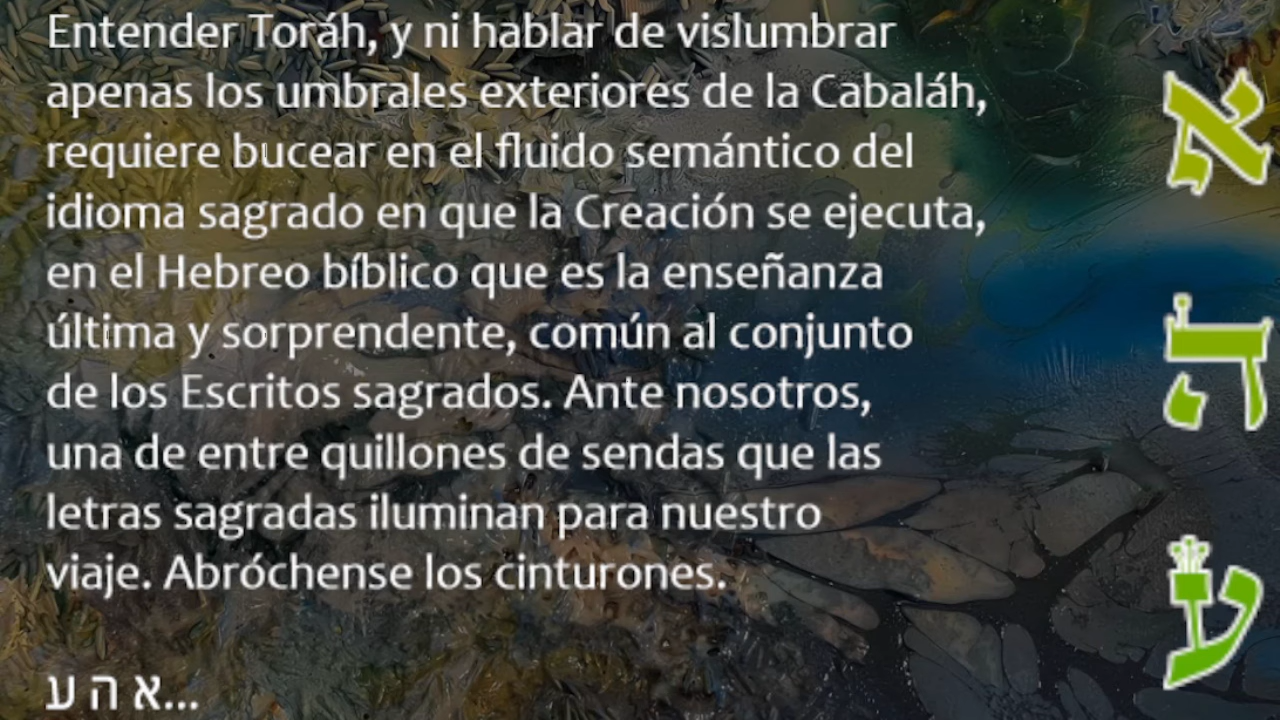 Entender Toráh, y ni hablar de vislumbrar
apenas los umbrales exteriores de la Cabaláh,
requiere bucear en el fluido semántico del
idioma sagrado en que la Creación se ejecuta,
en el Hebreo bíblico que es la enseñanza
última y sorprendente, común al conjunto
de los Escritos sagrados. Ante nosotros,
una de entre quillones de sendas que las
letras sagradas iluminan para nuestro
viaje. Abróchense los cinturones.
א ה ע...
א
ה
ע